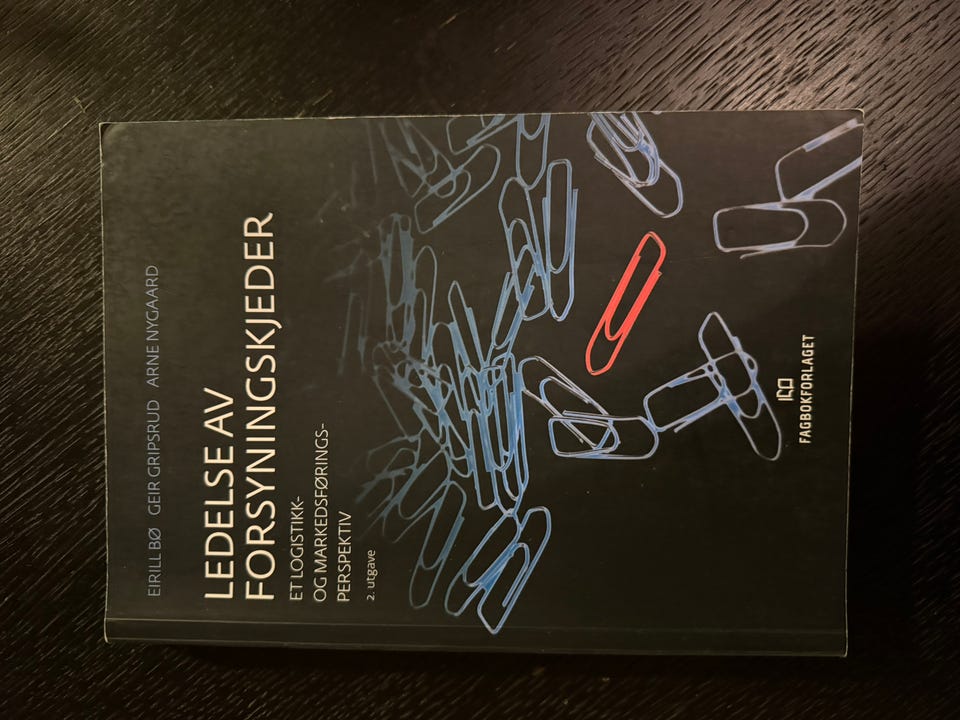 EIRILL BØ GEIR GRIPSRUD ARNE NYGAARD
LEDELSE AV
FORSYNINGSKJEDER
ET LOGISTIKK-
OG MARKEDSFØRINGS-
PERSPEKTIV
2. utgave
FAGBOKFORLAGET